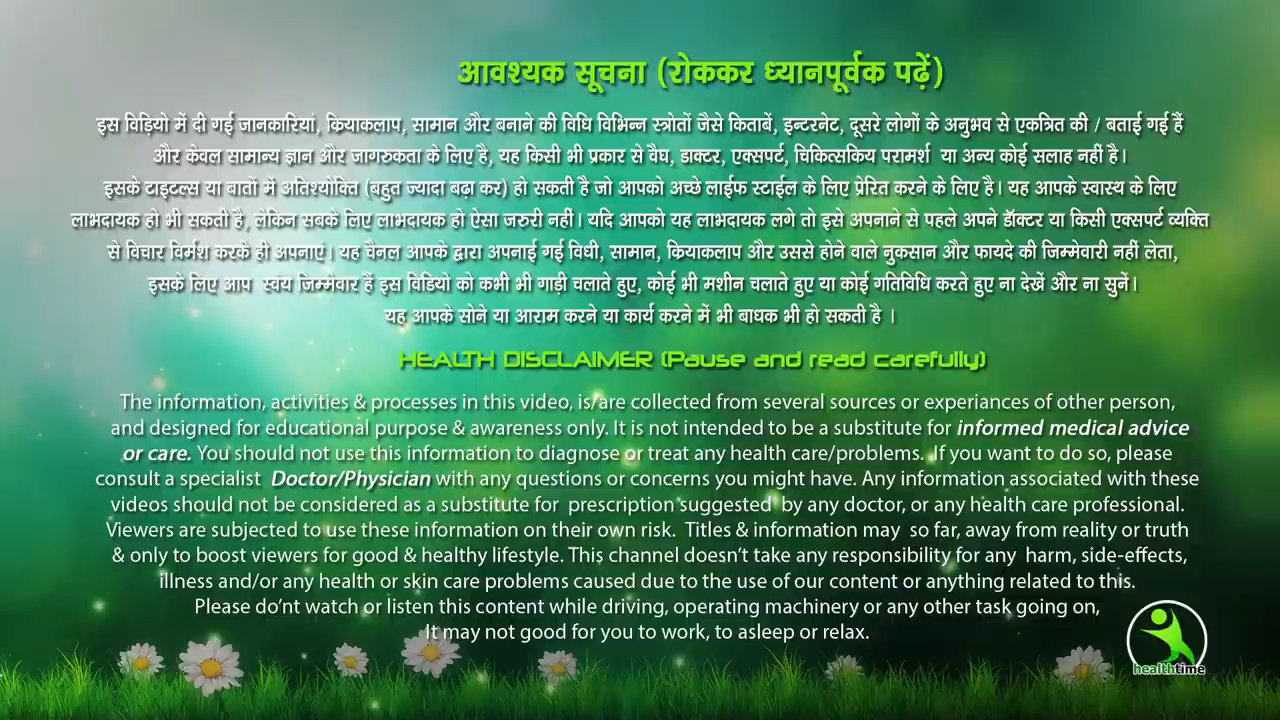 आवश्यक सूचना (रोककर ध्यानपूर्वक पढ़ें)
इस विड़ियो में दी गई जानकारियां, कियाकलाप, सामान और बनाने की विधि विभिन्न स्त्रोतों जैसे किताबें, इन्टरनेट, दूसरे लोगों के अनुभव से एकत्रित की / बताई गई हैं
और केवल सामान्य ज्ञान और जागरुकता के लिए है, यह किसी भी प्रकार से वैघ, डाक्टर, एक्सपर्ट, चिकित्सकिय परामर्श या अन्य कोई सलाह नहीं है।
इसके टाइटल्स या बातों में अतिश्योक्ति (बहुत ज्यादा बढ़ा कर) हो सकती है जो आपको अच्छे लाईफ स्टाईल के लिए प्रेरित करने के लिए है। यह आपके स्वास्थ के लिए
लाभदायक हो भी सकती है, लेकिन सबके लिए लाभदायक हो ऐसा जरुरी नहीं। यदि आपको यह लाभदायक लगे तो इसे अपनाने से पहले अपने डॉक्टर या किसी एक्सपर्ट व्यक्ति
से विचार विर्मश करके ही अपनाएं। यह चैनल आपके द्वारा अपनाई गई विधी, सामान, कियाकलाप और उससे होने वाले नुकसान और फायदे की जिम्मेवारी नहीं लेता,
इसके लिए आप स्वंय जिम्मेवार हैं इस विडियो को कभी भी गाड़ी चलाते हुए, कोई भी मशीन चलाते हुए या कोई गतिविधि करते हुए ना देखें और ना सुनें।
यह आपके सोने या आराम करने या कार्य करने में भी बाधक भी हो सकती है ।
HEALTH DISCLAIMER (Pause and read carefully)
The information, activities & processes in this video, is/are collected from several sources or experiances of other person,
and designed for educational purpose & awareness only. It is not intended to be a substitute for informed medical advice
or care. You should not use this information to diagnose or treat any health care/problems. If you want to do so, please
consult a specialist Doctor/Physician with any questions or concerns you might have. Any information associated with these
videos should not be considered as a substitute for prescription suggested by any doctor, or any health care professional.
Viewers are subjected to use these information on their own risk. Titles & information may so far, away from reality or truth
& only to boost viewers for good & healthy lifestyle. This channel doesn't take any responsibility for any harm, side-effects,
illness and/or any health or skin care problems caused due to the use of our content or anything related to this.
Please do'nt watch or listen this content while driving, operating machinery or any other task going on,
It may not good for you to work, to asleep or relax.
healthtime